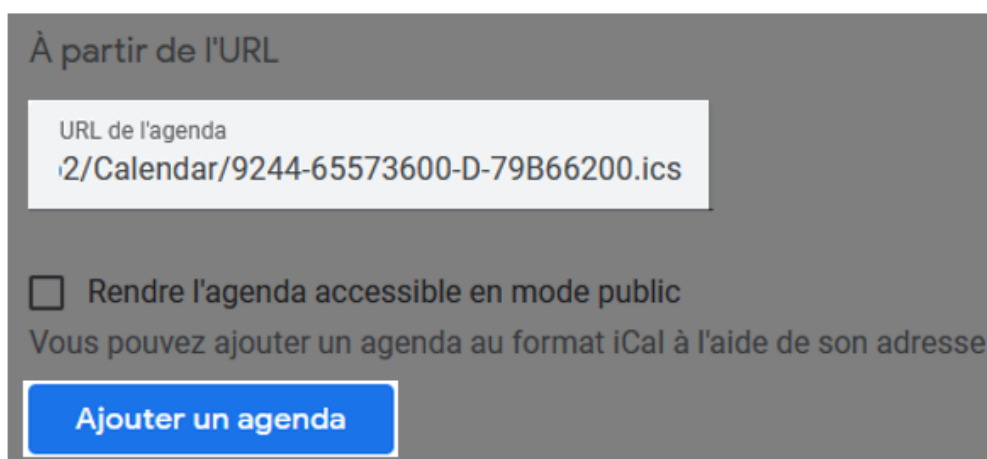 À partir de l'URL
URL de l'agenda
2/Calendar/9244-65573600-D-79B66200.ics
Rendre l'agenda accessible en mode public
Vous pouvez ajouter un agenda au format iCal à l'aide de son adresse
Ajouter un agenda